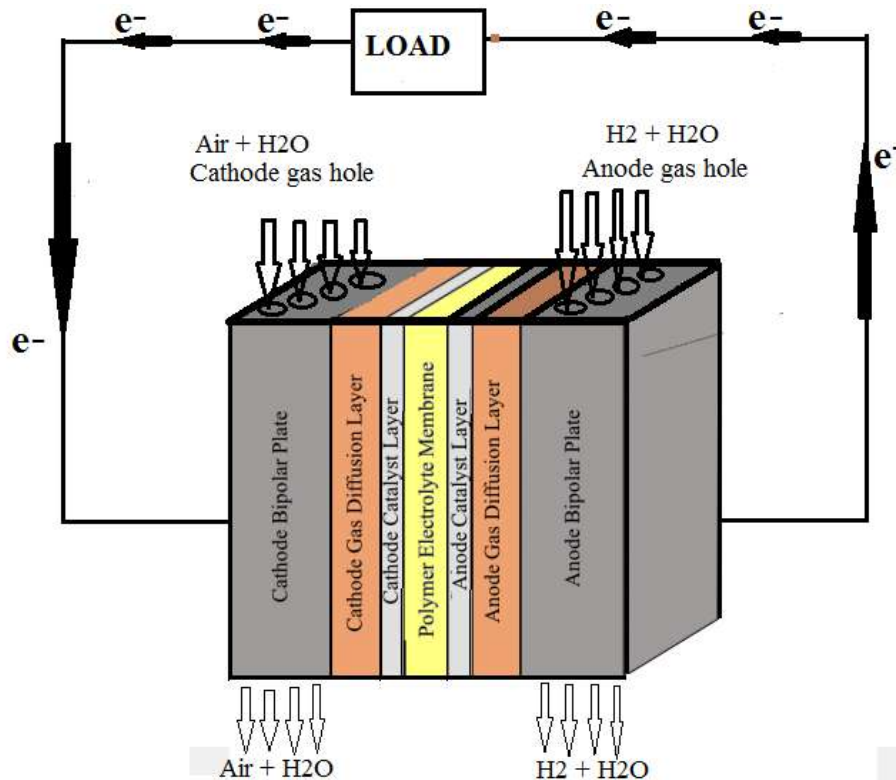 e-
e-
LOAD
e-
e-
Air + H2O
Cathode gas hole
H2 + H2O
Anode gas hole
e-
e-
Cathode Bipolar Plate
Cathode Gas Diffusion Layer
Cathode Catalyst Layer
Polymer Electrolyte Membrane
Anode Catalyst Layer
Anode Gas Diffusion Layer
Anode Bipolar Plate
Air + H2O
H2 + H2O